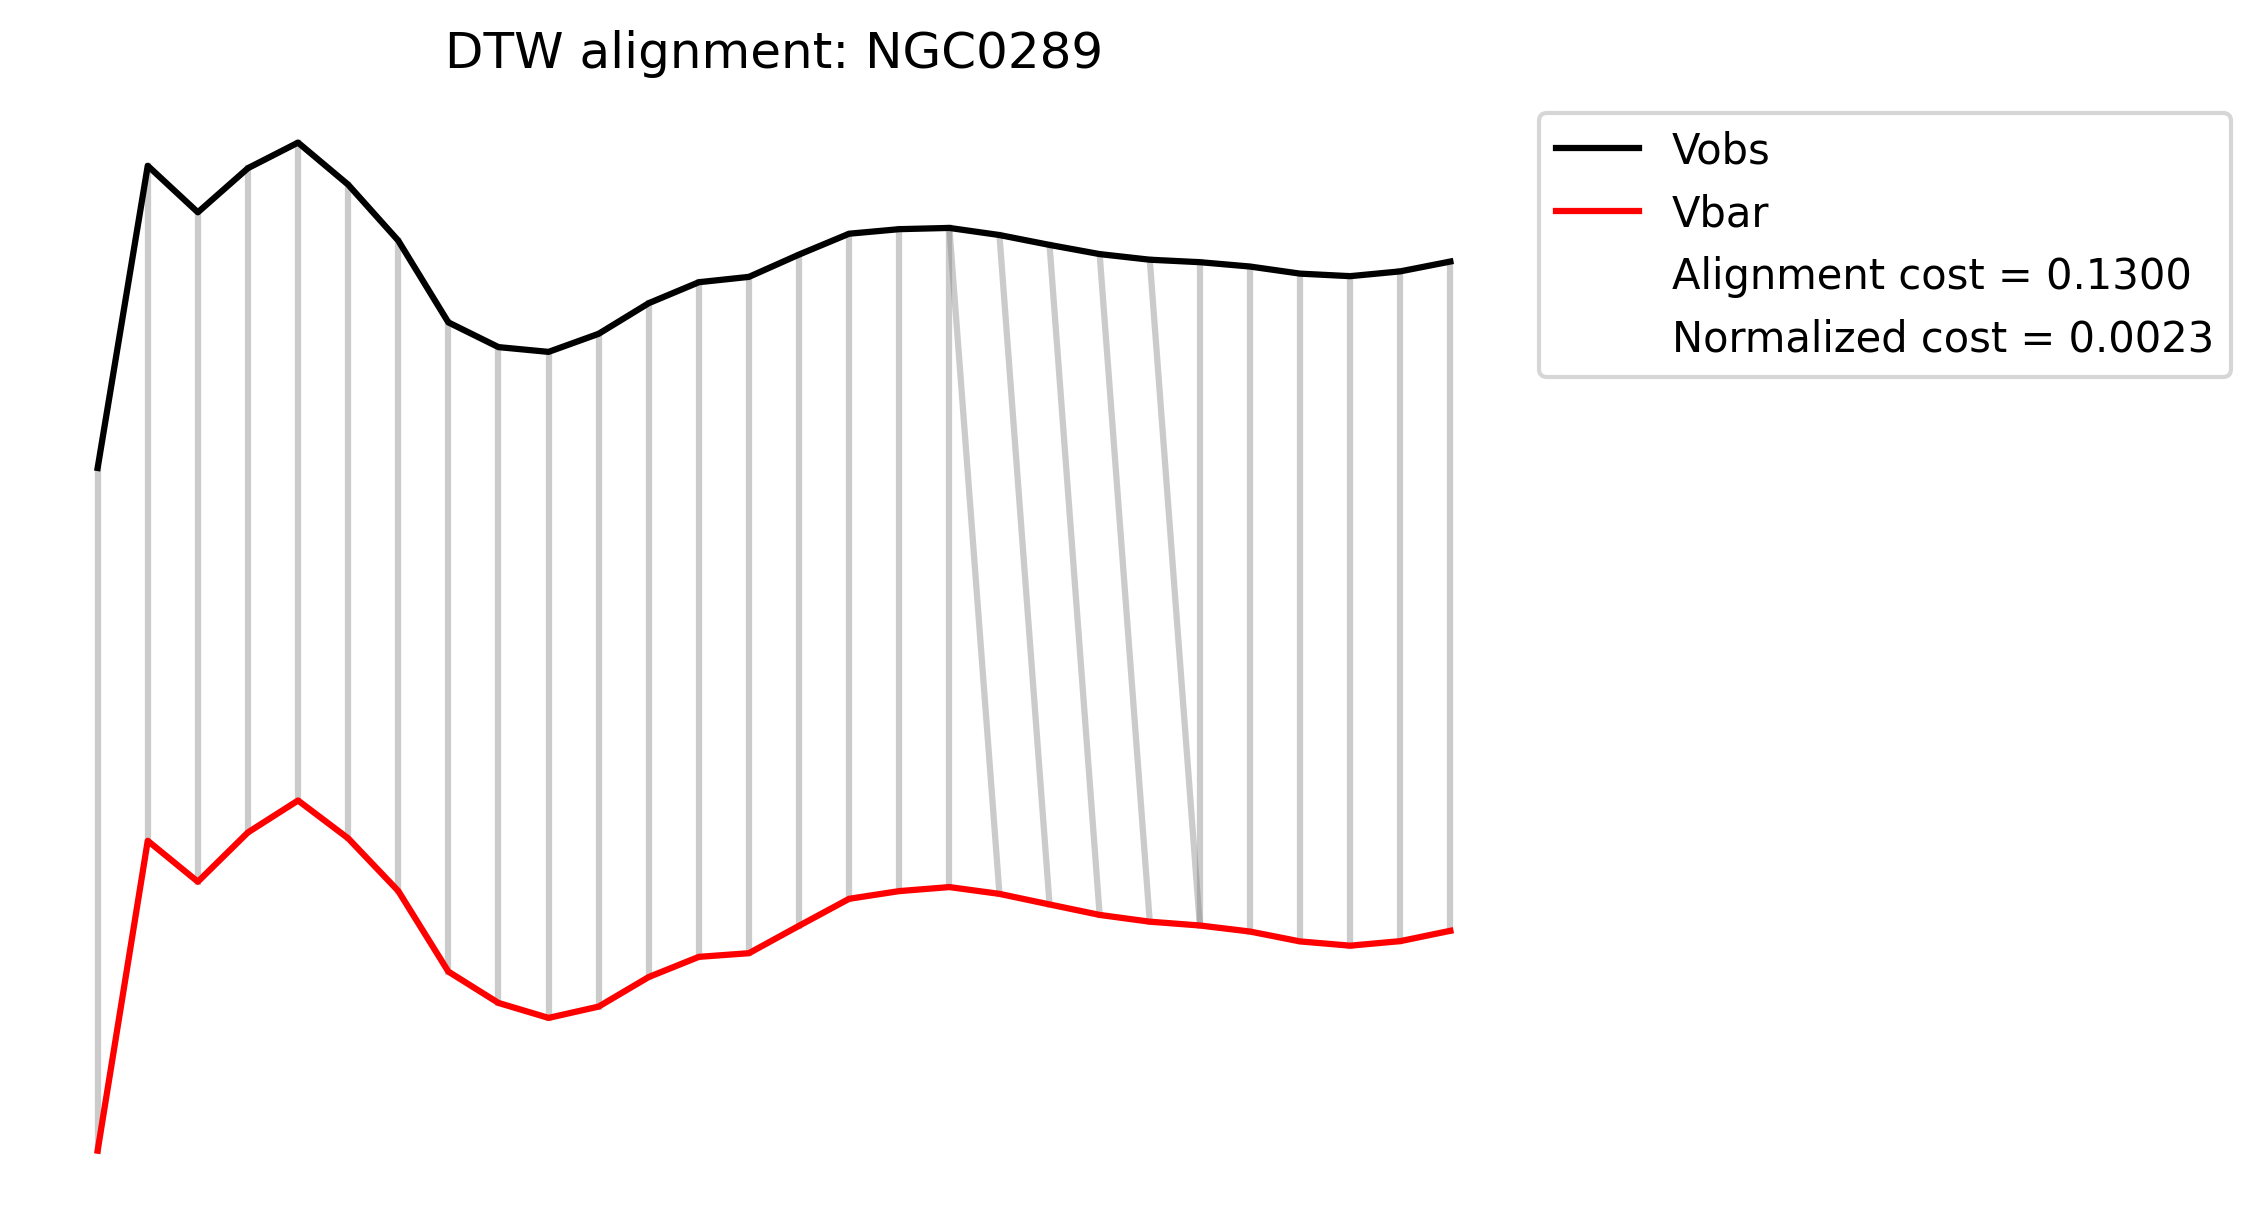 DTW alignment: NGC0289
Vobs
Vbar
Alignment cost = 0.1300
Normalized cost = 0.0023